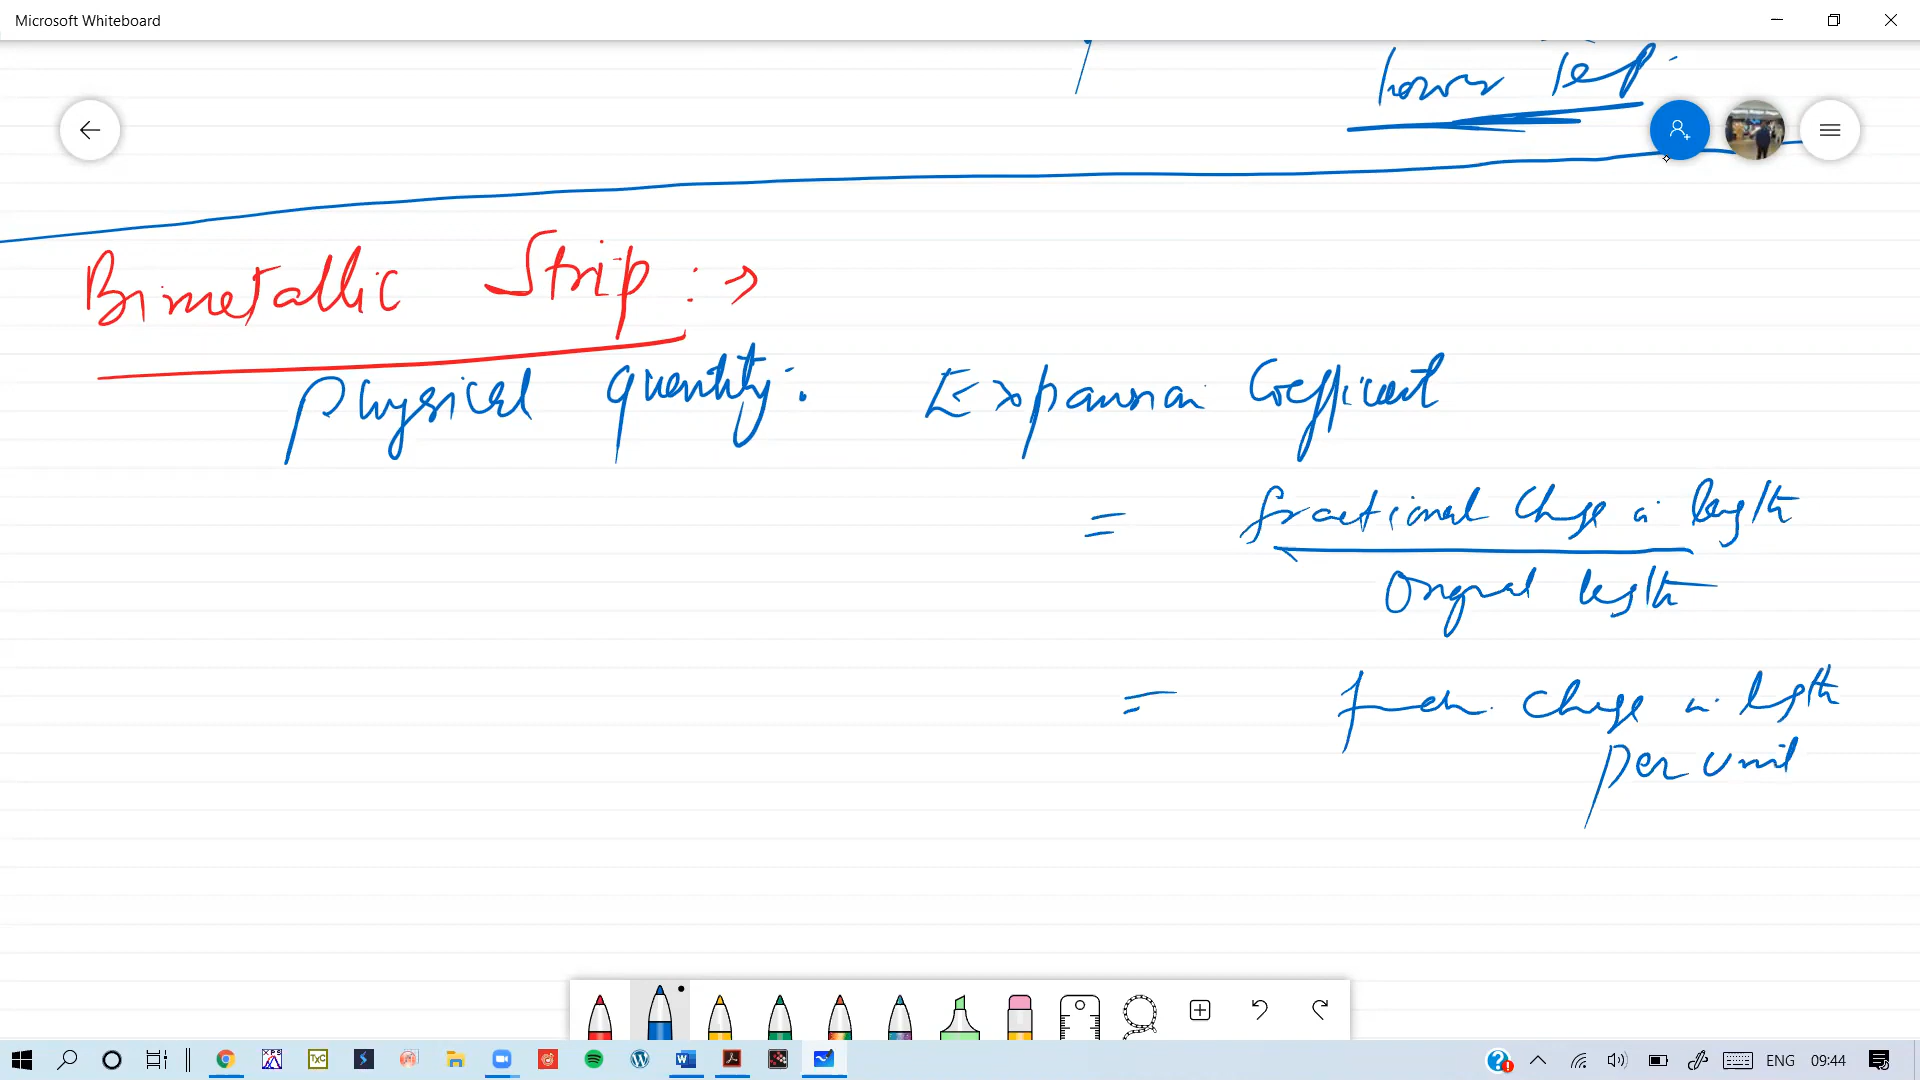 Microsoft Whiteboard
Lower Temp.
Bimetallic Strip :→
Physical Quantity: Expansion Coefficient
= fractional Change in length
Original length
= Change in length
per unit
ENG 09:44